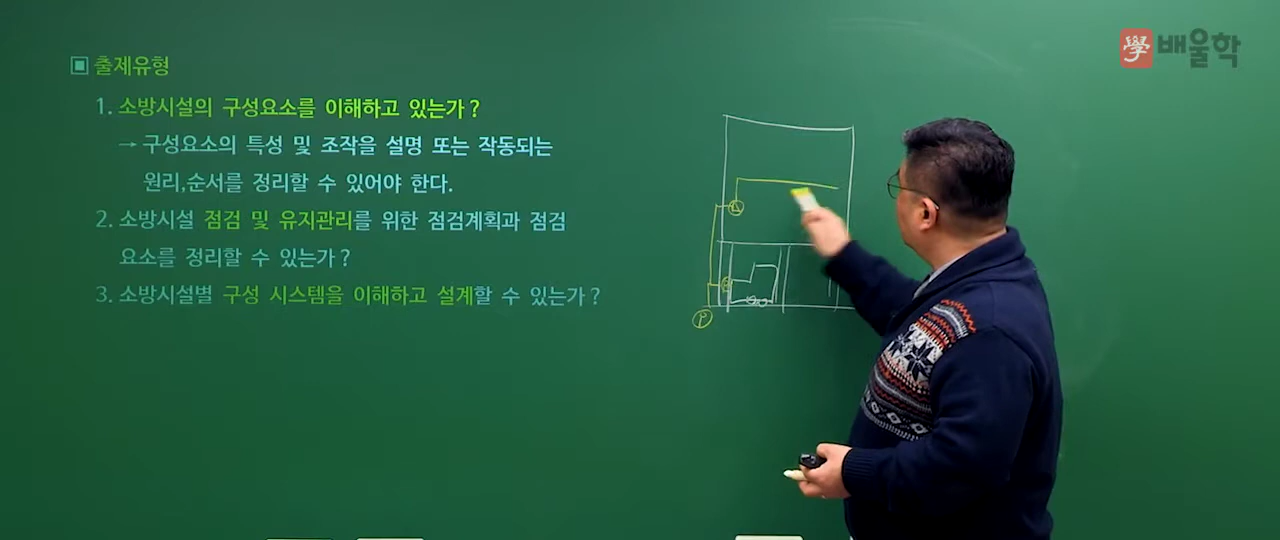 學 배울학
▣ 출제유형
1. 소방시설의 구성요소를 이해하고 있는가?
→ 구성요소의 특성 및 조작을 설명 또는 작동되는
원리,순서를 정리할 수 있어야 한다.
2. 소방시설 점검 및 유지관리를 위한 점검계획과 점검
요소를 정리할 수 있는가?
3. 소방시설별 구성 시스템을 이해하고 설계할 수 있는가?
P